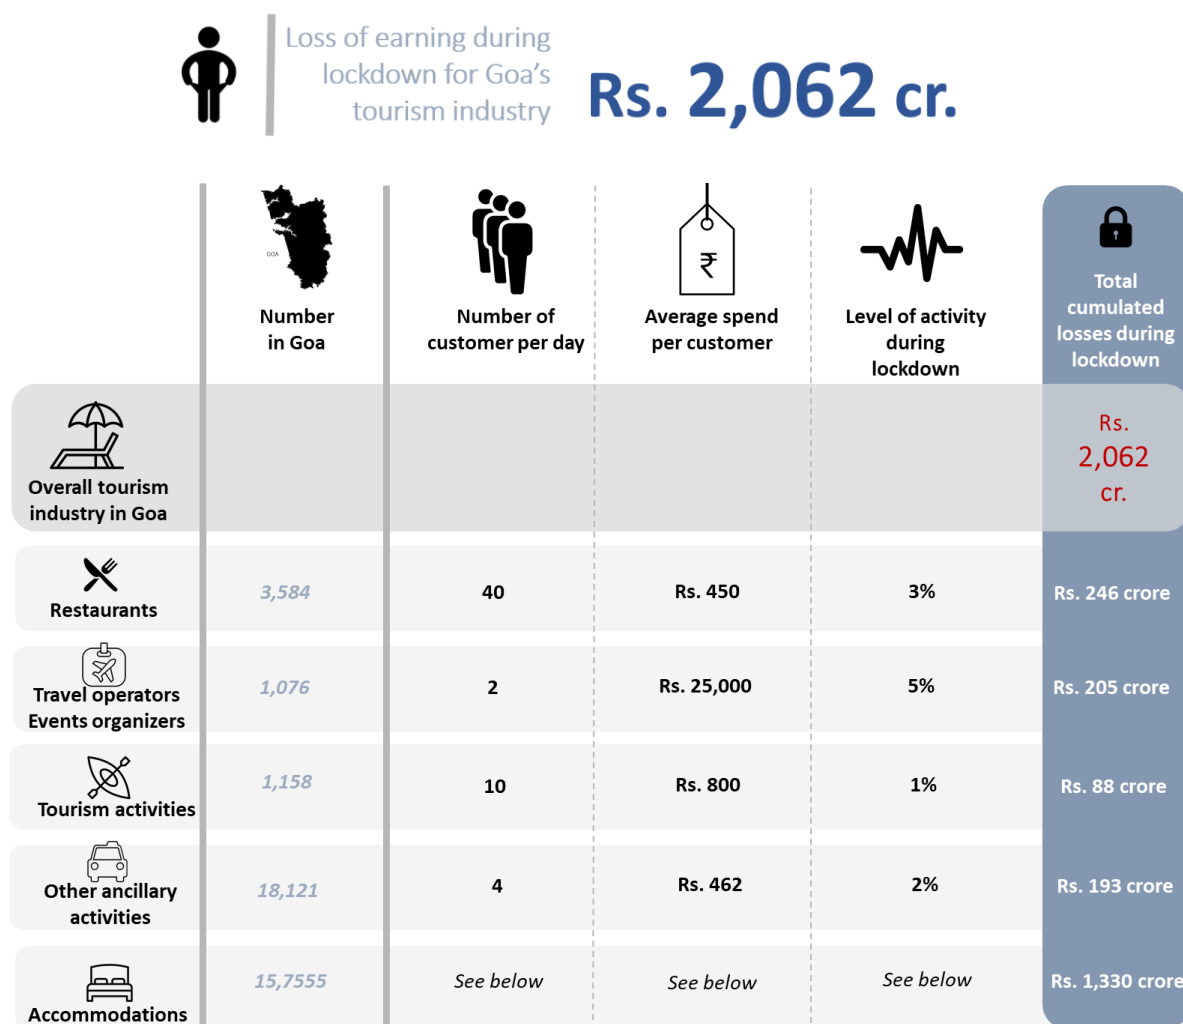 Loss of earning during
lockdown for Goa's
tourism industry
Rs. 2,062 cr.
GOA
Number
in Goa
Number of
customer per day
Average spend
per customer
Level of activity
during
lockdown
Total
cumulated
losses during
lockdown
₹
Overall tourism
industry in Goa
Rs.
2,062
cr.
Restaurants
3,584
40
Rs. 450
3%
Rs. 246 crore
Travel operators
Events organizers
1,076
2
Rs. 25,000
5%
Rs. 205 crore
Tourism activities
1,158
10
Rs. 800
1%
Rs. 88 crore
Other ancillary
activities
18,121
4
Rs. 462
2%
Rs. 193 crore
Accommodations
15,7555
See below
See below
See below
Rs. 1,330 crore